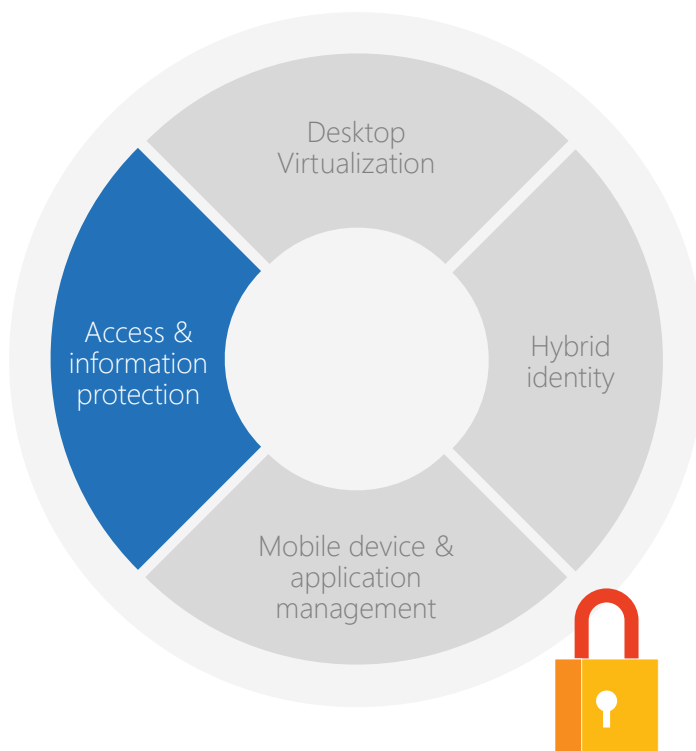 Desktop
Virtualization
Access &
information
protection
Hybrid
identity
Mobile device &
application
management